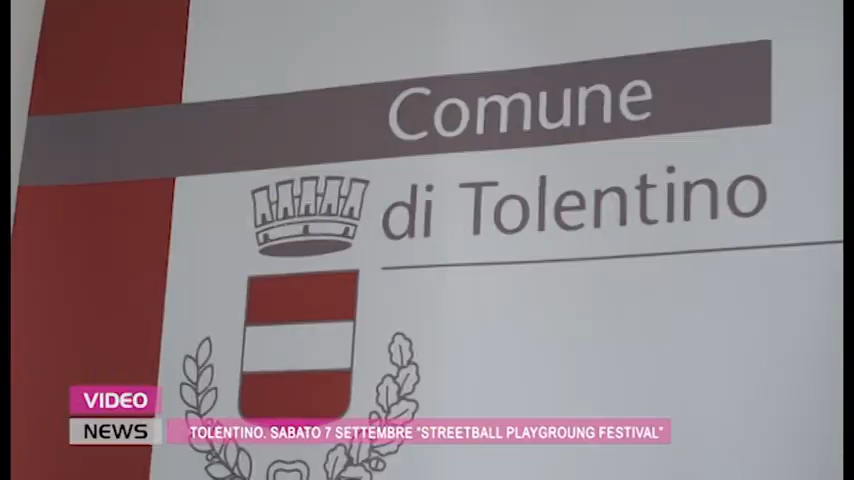 Comune
di Tolentino
VIDEO
NEWS
TOLENTINO. SABATO 7 SETTEMBRE "STREETBALL PLAYGROUNG FESTIVAL"